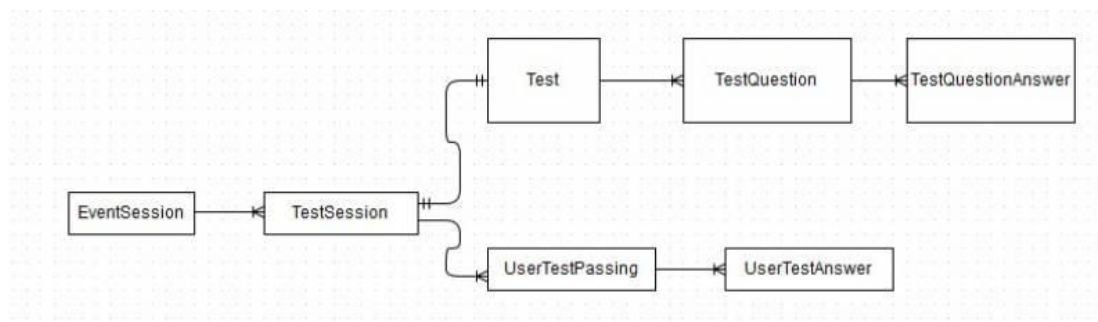 Test
TestQuestion
TestQuestionAnswer
EventSession
TestSession
UserTestPassing
UserTestAnswer